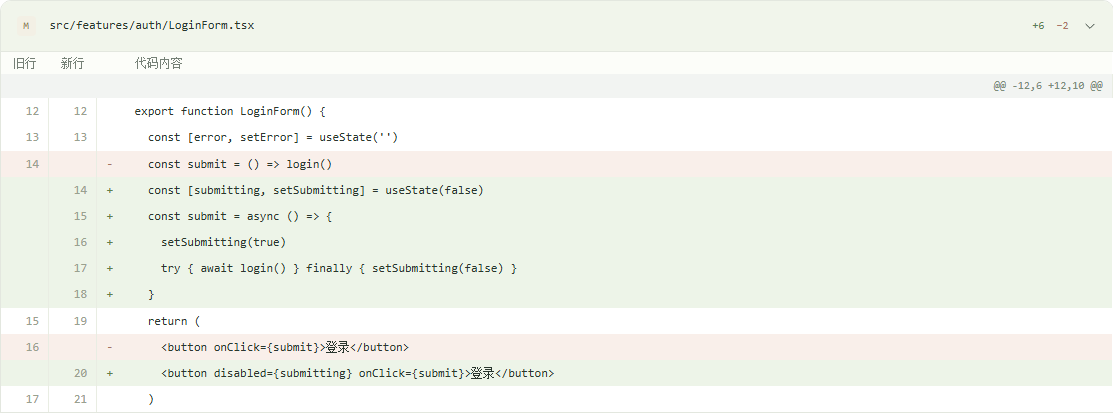 M src/features/auth/LoginForm.tsx +6 -2
旧行 新行 代码内容
@@ -12,6 +12,10 @@
12 12 export function LoginForm() {
13 13 const [error, setError] = useState('')
14 - const submit = () => login()
14 + const [submitting, setSubmitting] = useState(false)
15 + const submit = async () => {
16 + setSubmitting(true)
17 + try { await login() } finally { setSubmitting(false) }
18 + }
15 19 return (
16 - <button onClick={submit}>登录</button>
20 + <button disabled={submitting} onClick={submit}>登录</button>
17 21 )